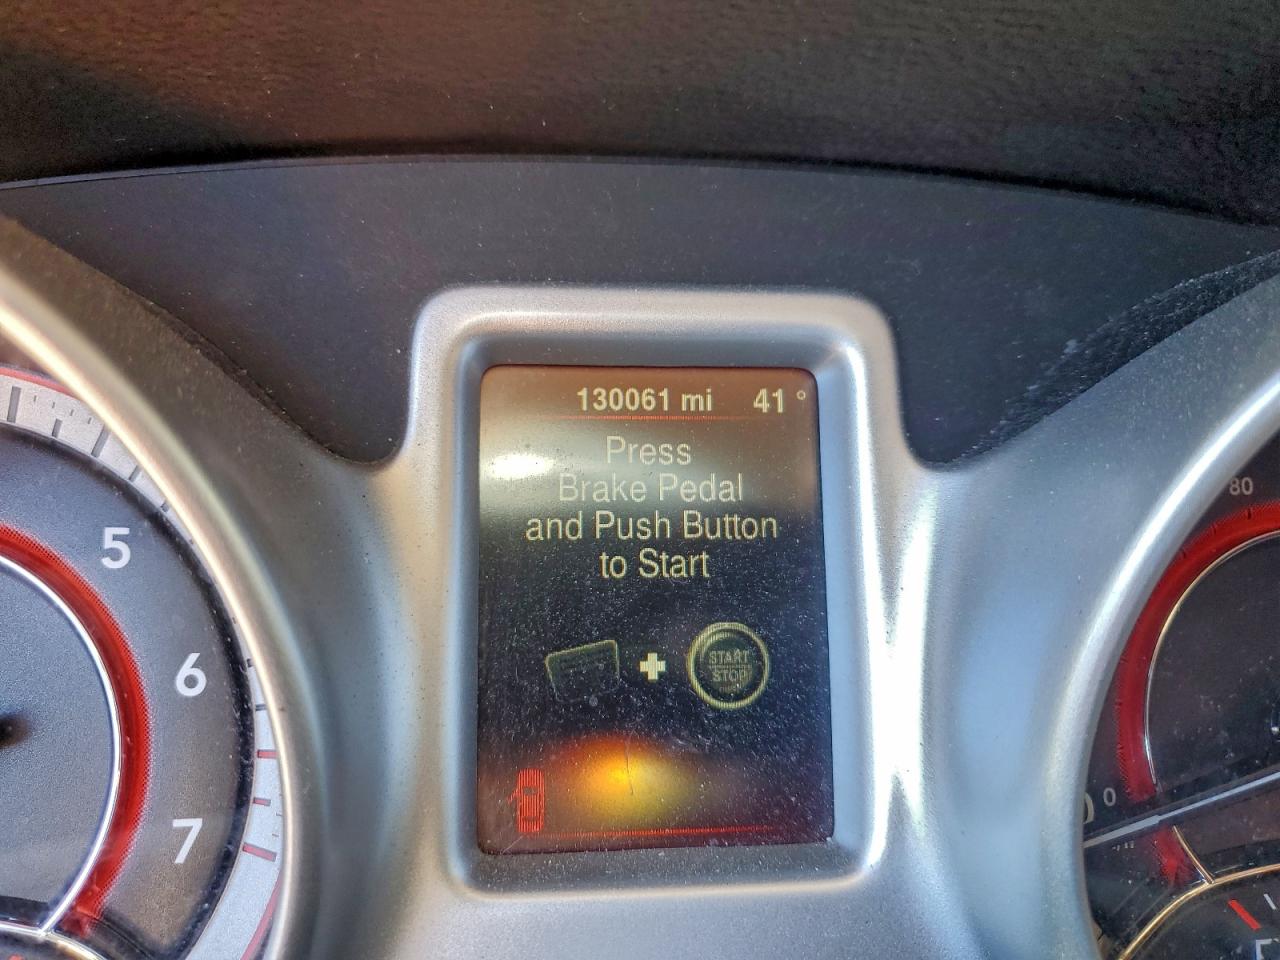 130061 mi 41°
Press
Brake Pedal
and Push Button
to Start
START
STOP
5
6
7
80
0